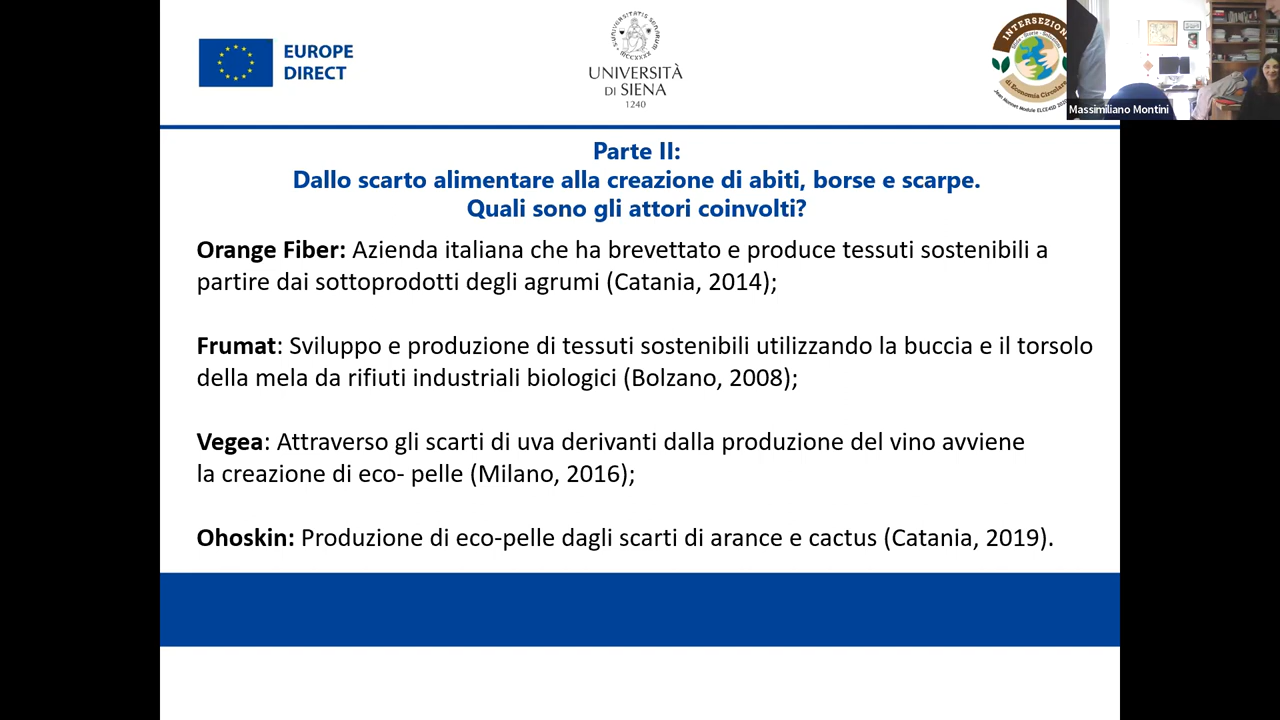 EUROPE
DIRECT
UNIVERSITÀ
DI SIENA
1240
INTERSEZIONI
di Economia Circolare
Massimiliano Montini
Parte II:
Dallo scarto alimentare alla creazione di abiti, borse e scarpe.
Quali sono gli attori coinvolti?
Orange Fiber: Azienda italiana che ha brevettato e produce tessuti sostenibili a
partire dai sottoprodotti degli agrumi (Catania, 2014);
Frumat: Sviluppo e produzione di tessuti sostenibili utilizzando la buccia e il torsolo
della mela da rifiuti industriali biologici (Bolzano, 2008);
Vegea: Attraverso gli scarti di uva derivanti dalla produzione del vino avviene
la creazione di eco- pelle (Milano, 2016);
Ohoskin: Produzione di eco-pelle dagli scarti di arance e cactus (Catania, 2019).